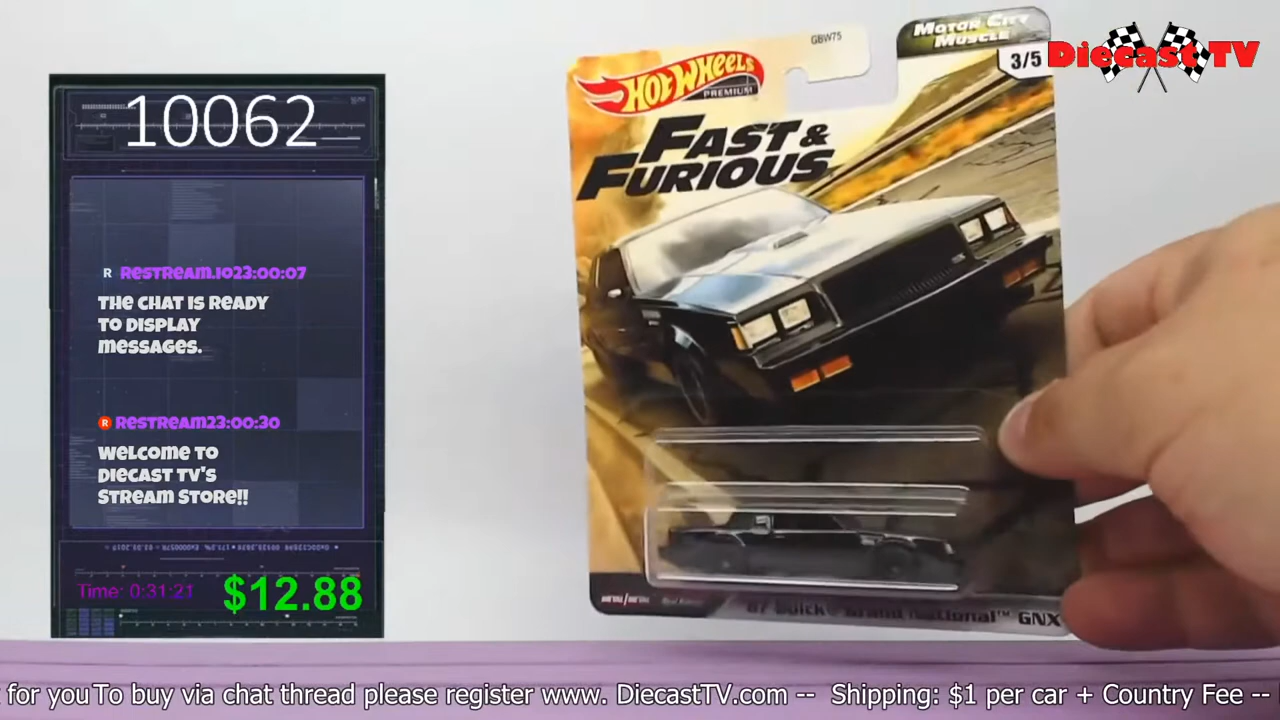 10062
R Restream.io23:00:07
The chat is ready
to display
messages.
R Restream23:00:30
Welcome to
Diecast TV's
Stream Store!!
Time: 0:31:21
$12.88
GBW75
Motor City
Muscle
3/5
Diecast TV
Hot Wheels
PREMIUM
Fast &
Furious
87 Buick® Grand National™ GNX
for you To buy via chat thread please register www. DiecastTV.com -- Shipping: $1 per car + Country Fee --